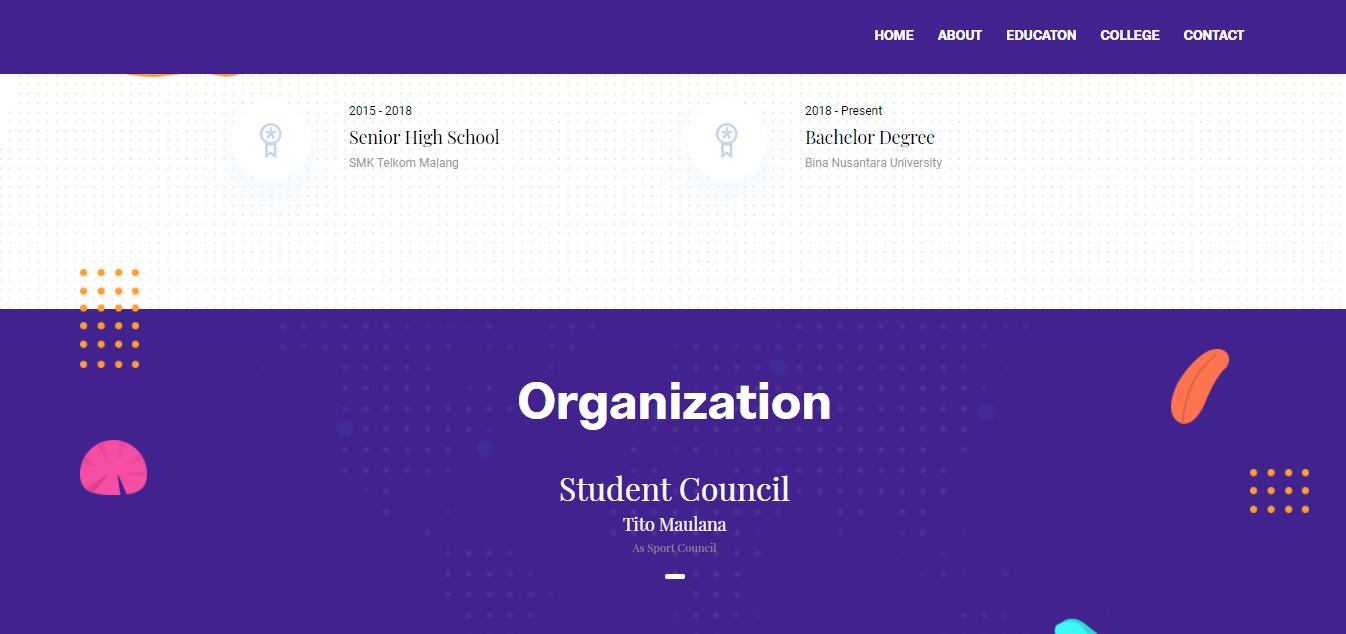 HOME ABOUT EDUCATON COLLEGE CONTACT
2015 - 2018
Senior High School
SMK Telkom Malang
2018 - Present
Bachelor Degree
Bina Nusantara University
Organization
Student Council
Tito Maulana
As Sport Council